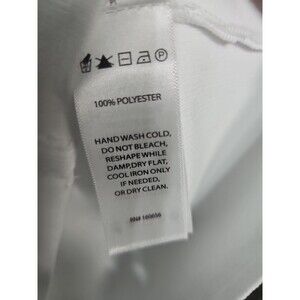 100% POLYESTER
HAND WASH COLD,
DO NOT BLEACH,
RESHAPE WHILE
DAMP,DRY FLAT,
COOL IRON ONLY
IF NEEDED,
OR DRY CLEAN.